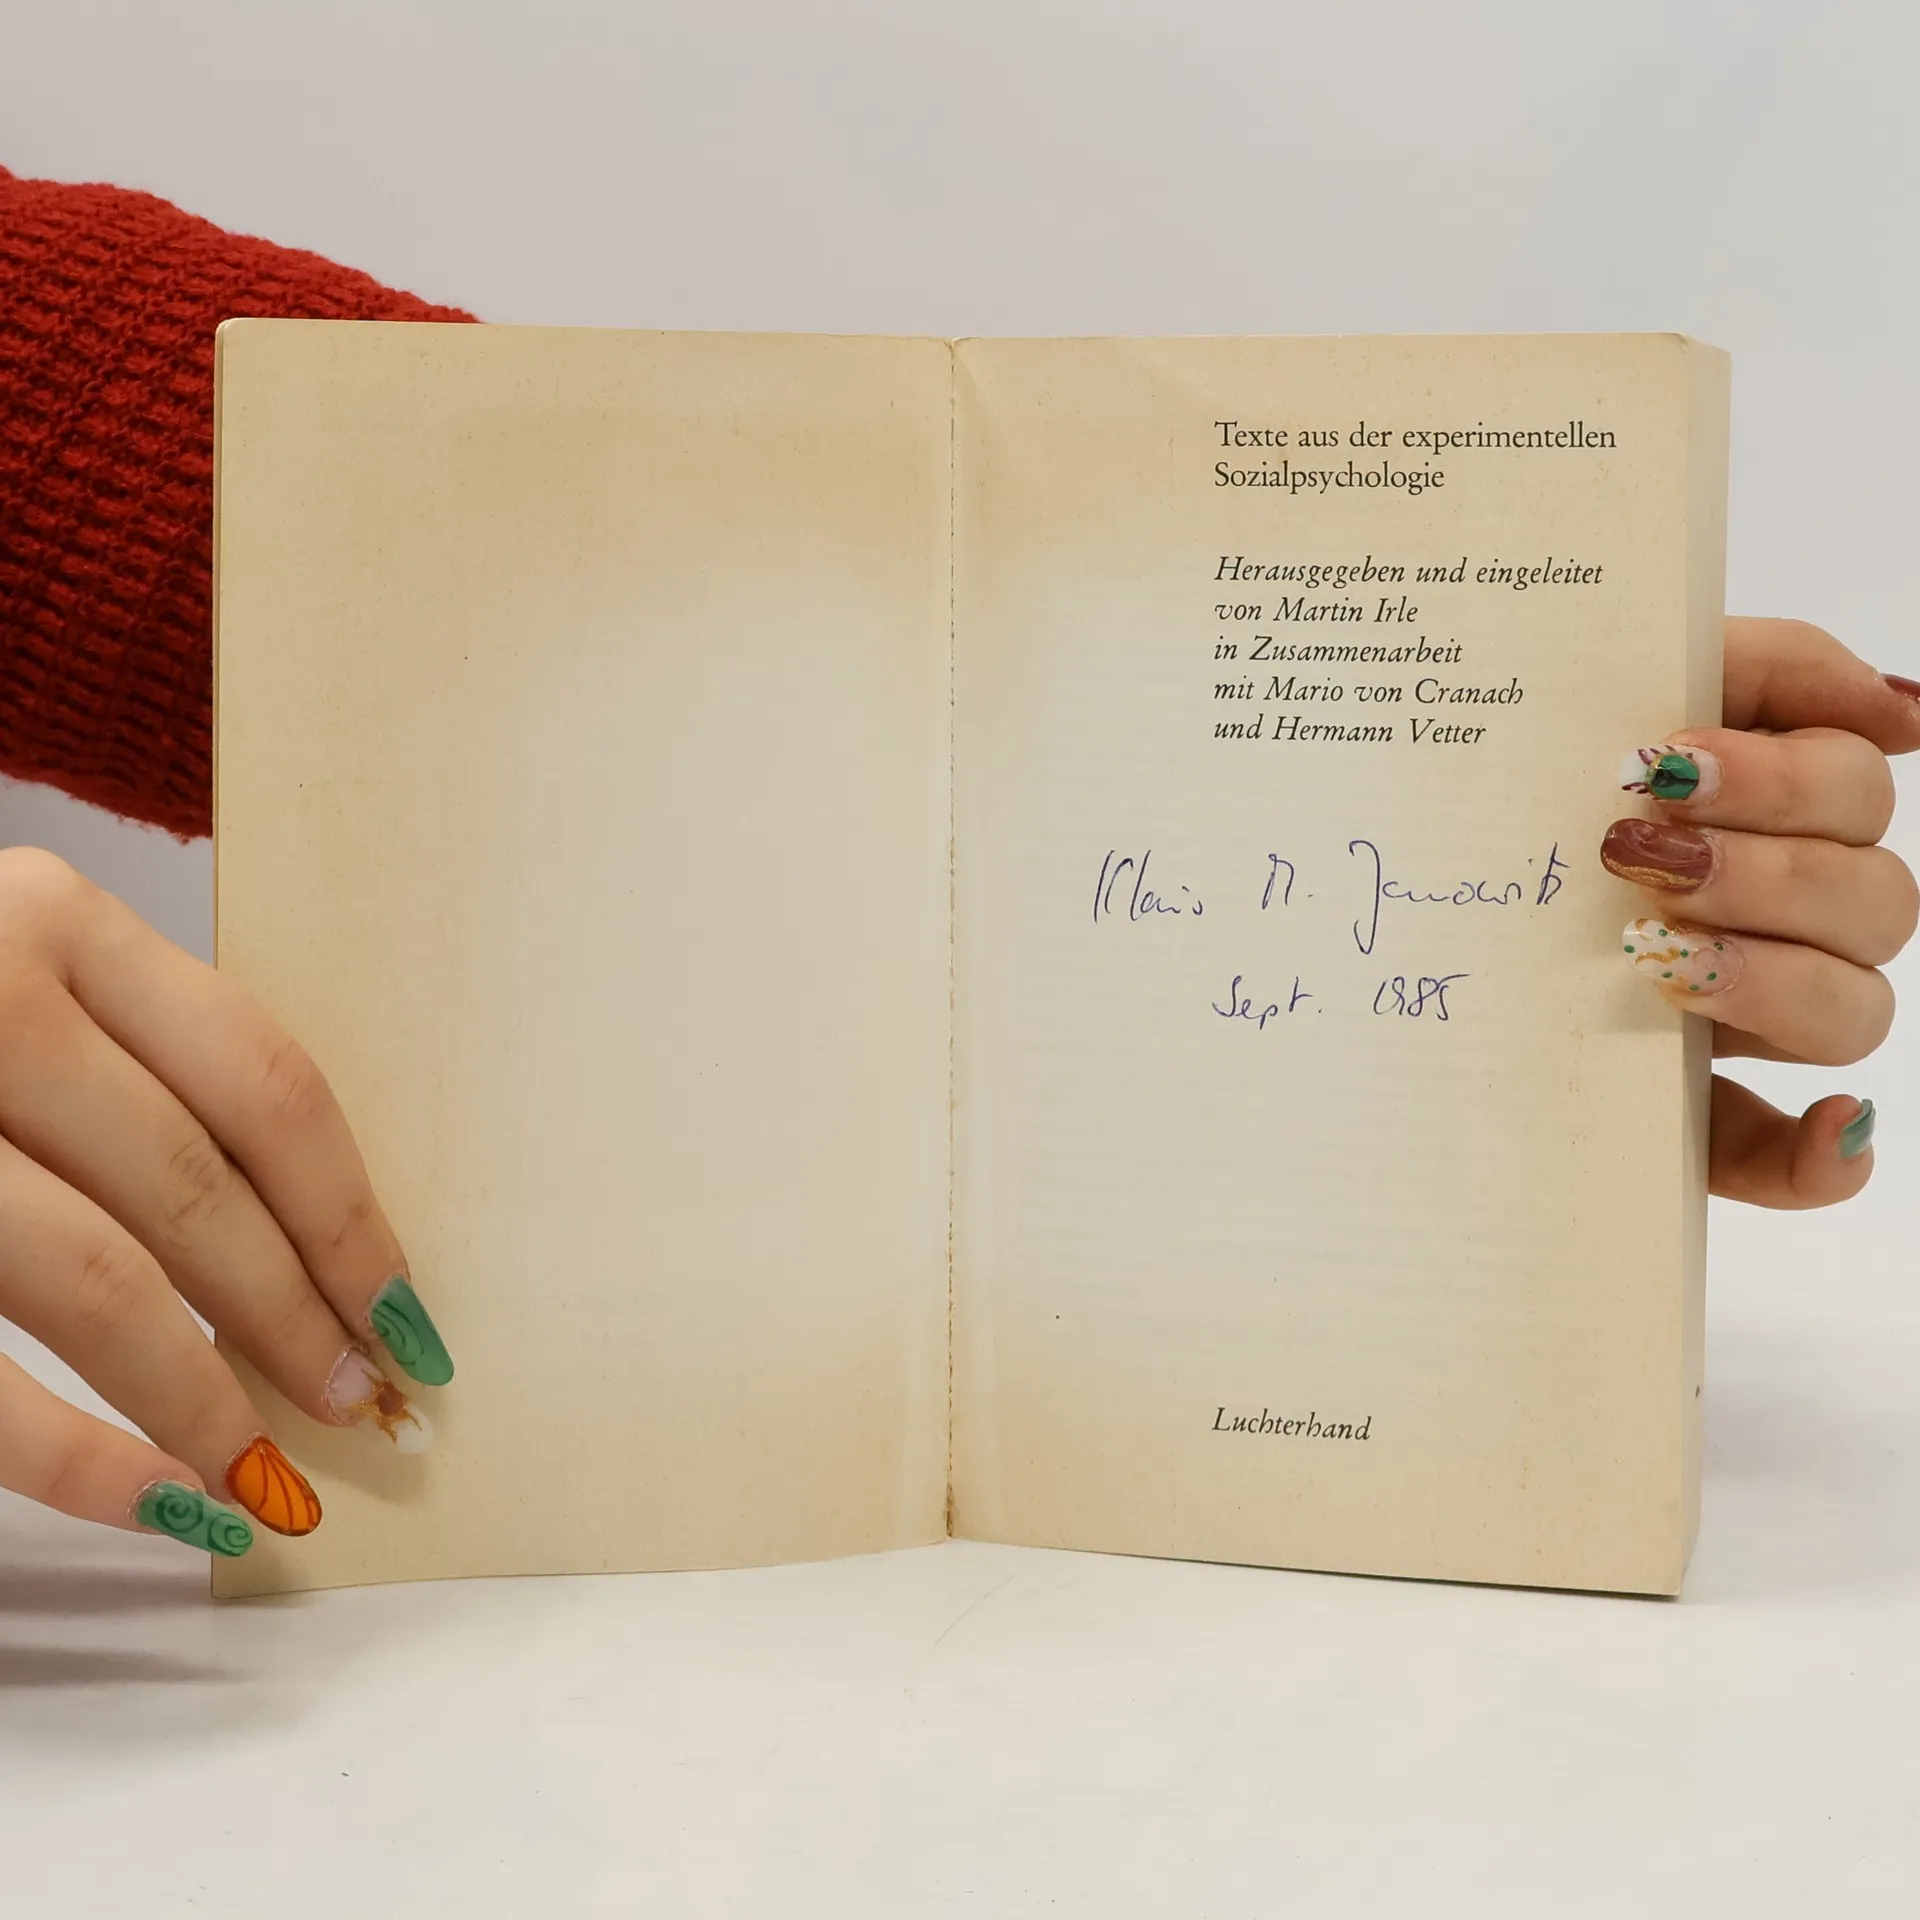 Texte aus der experimentellen
Sozialpsychologie
Herausgegeben und eingeleitet
von Martin Irle
in Zusammenarbeit
mit Mario von Cranach
und Hermann Vetter
M. Janowitz
Sept. 1985
Luchterhand